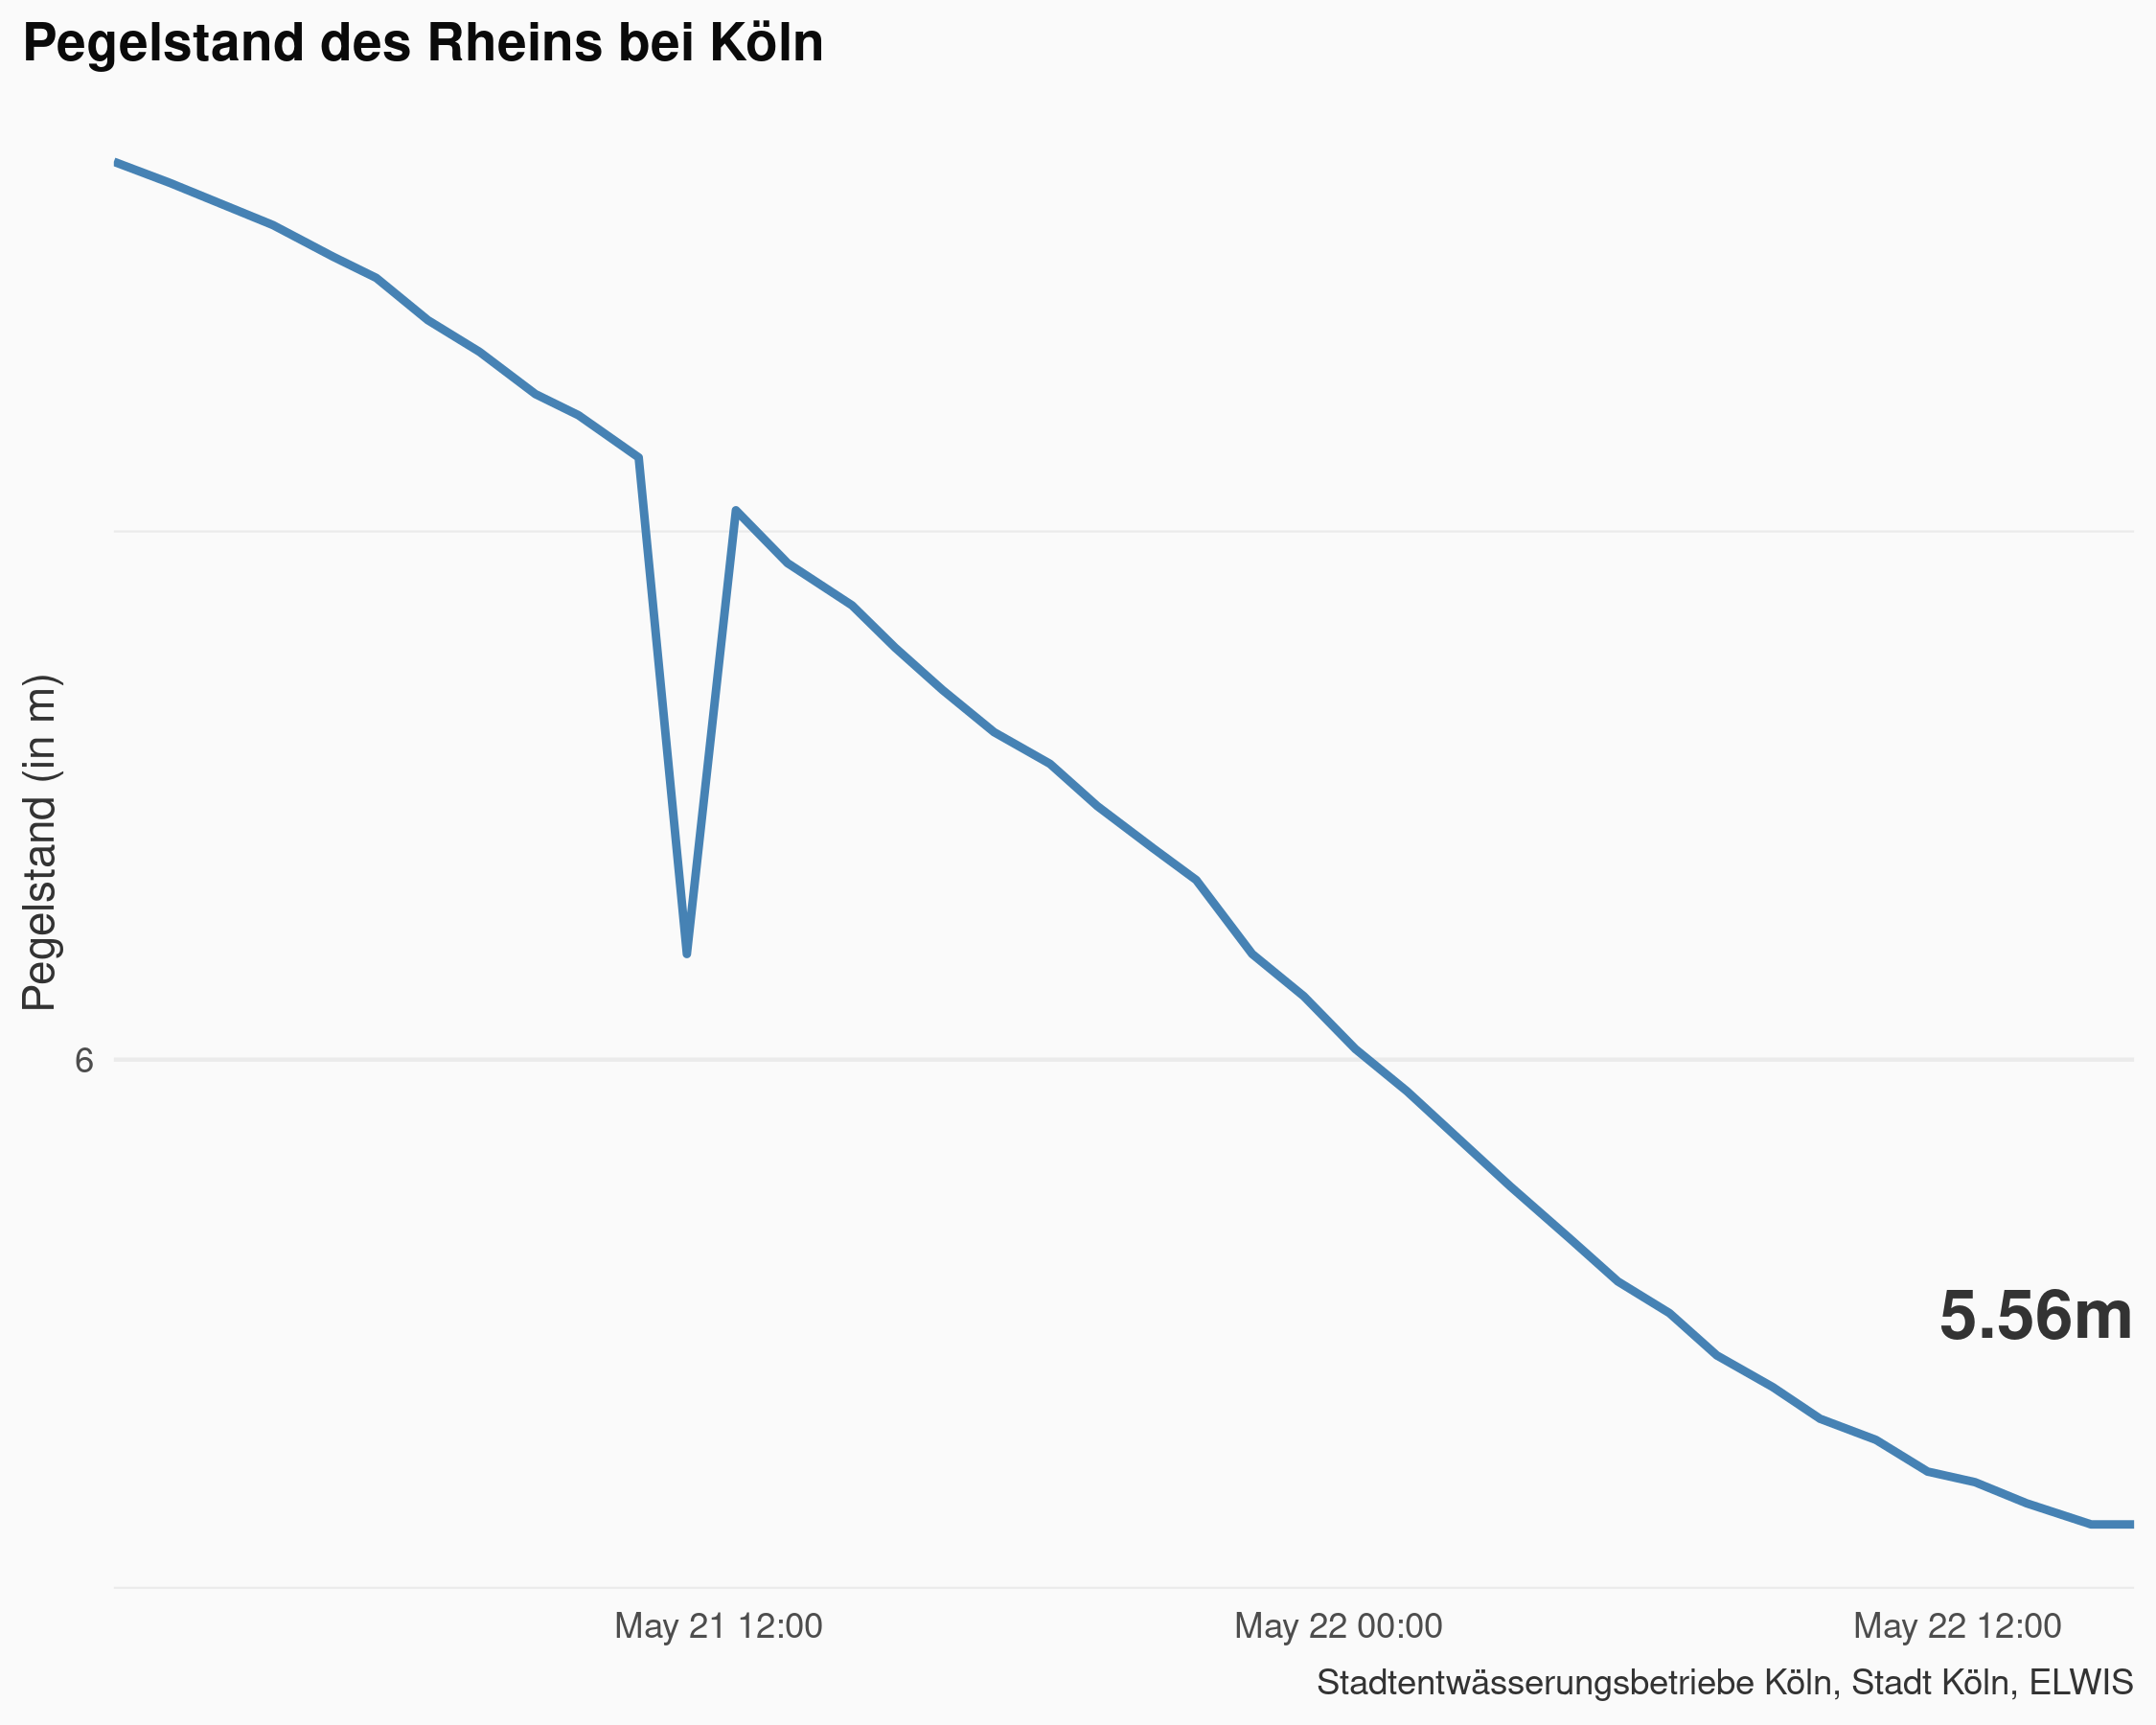 Pegelstand des Rheins bei Köln
Pegelstand (in m)
6
5.56m
May 21 12:00
May 22 00:00
May 22 12:00
Stadtentwässerungsbetriebe Köln, Stadt Köln, ELWIS